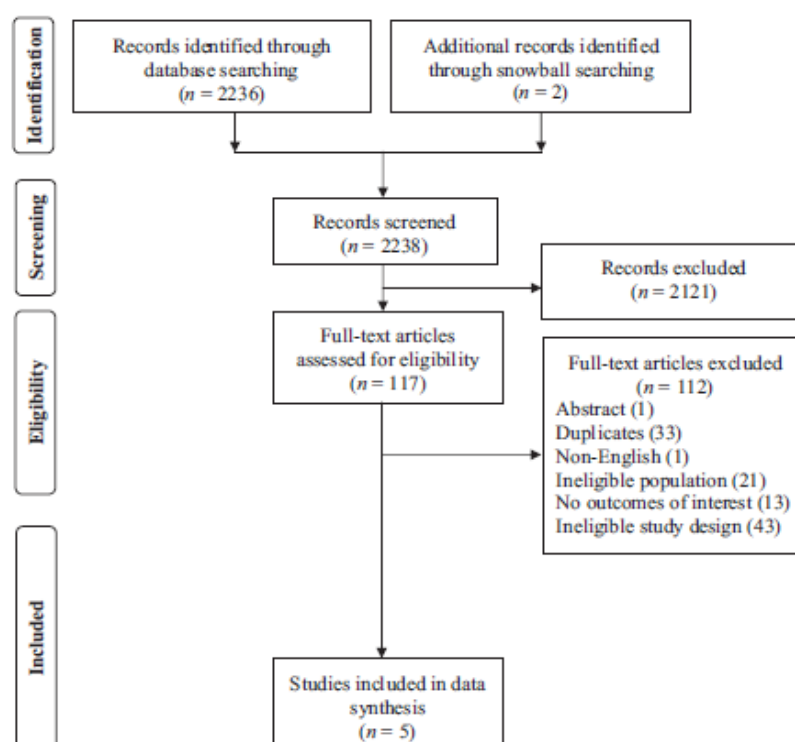 Identification
Records identified through
database searching
(n = 2236)
Additional records identified
through snowball searching
(n = 2)
Screening
Records screened
(n = 2238)
Records excluded
(n = 2121)
Eligibility
Full-text articles
assessed for eligibility
(n = 117)
Full-text articles excluded
(n = 112)
Abstract (1)
Duplicates (33)
Non-English (1)
Ineligible population (21)
No outcomes of interest (13)
Ineligible study design (43)
Included
Studies included in data
synthesis
(n = 5)